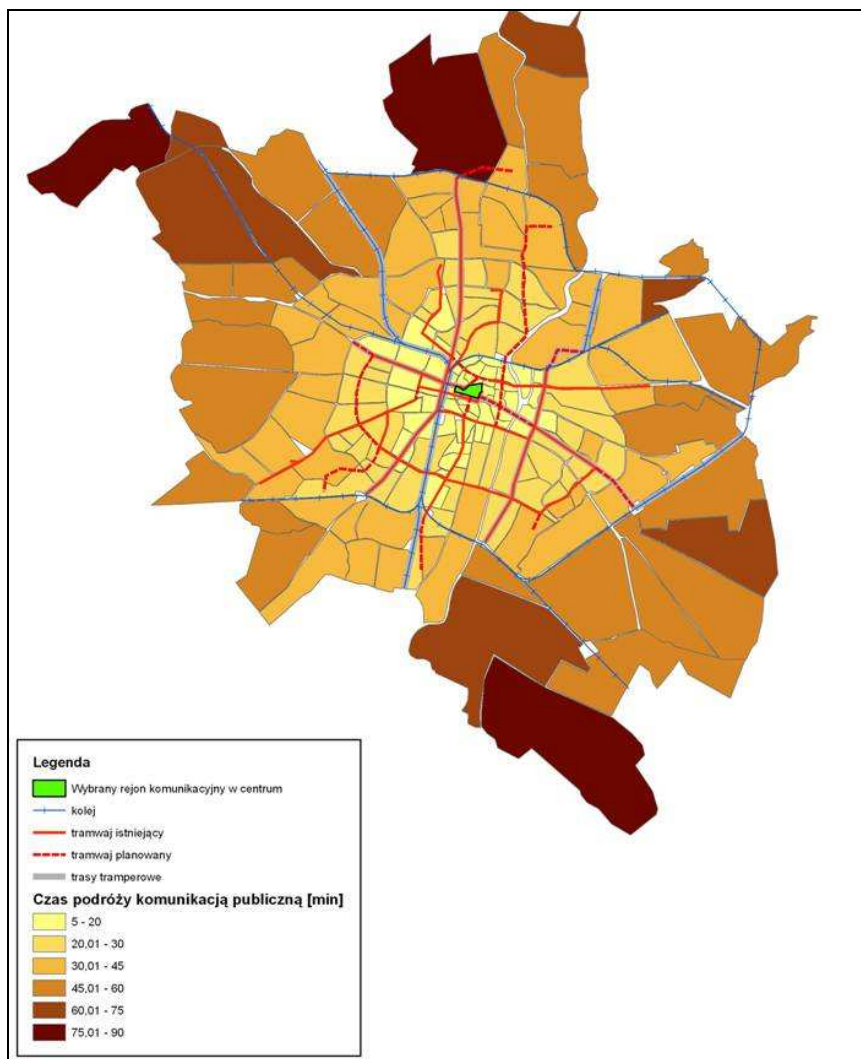 Legenda
Wybrany rejon komunikacyjny w centrum
kolej
tramwaj istniejący
tramwaj planowany
trasy tramperowe
Czas podróży komunikacją publiczną [min]
5 - 20
20,01 - 30
30,01 - 45
45,01 - 60
60,01 - 75
75,01 - 90